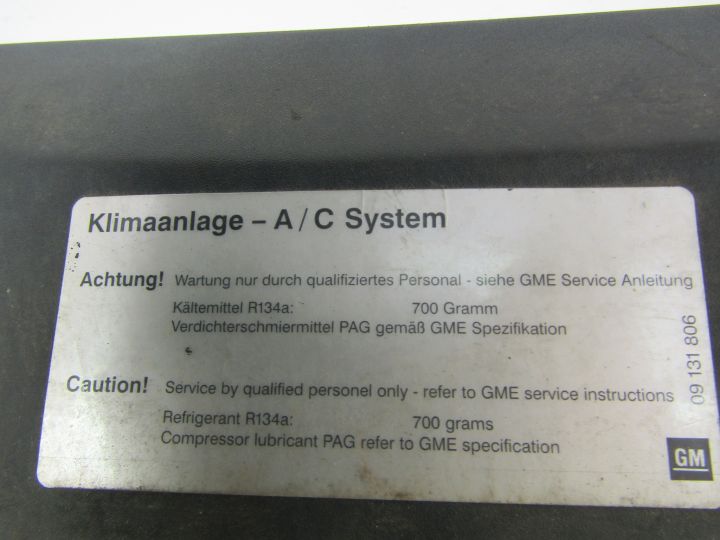 Klimaanlage – A / C System
Achtung! Wartung nur durch qualifiziertes Personal - siehe GME Service Anleitung
Kältemittel R134a: 700 Gramm
Verdichterschmiermittel PAG gemäß GME Spezifikation
Caution! Service by qualified personel only - refer to GME service instructions
Refrigerant R134a: 700 grams
Compressor lubricant PAG refer to GME specification
09 131 806
GM